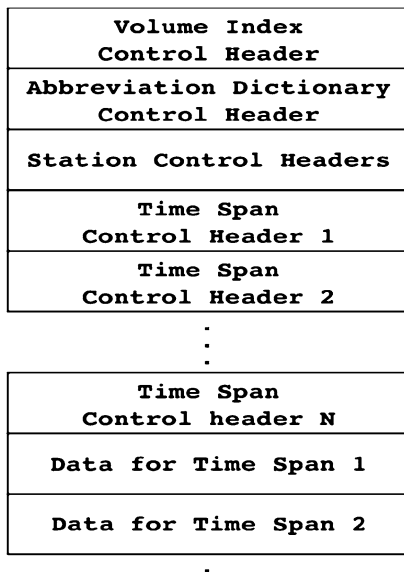 Volume Index
Control Header
Abbreviation Dictionary
Control Header
Station Control Headers
Time Span
Control Header 1
Time Span
Control Header 2
.
.
.
Time Span
Control header N
Data for Time Span 1
Data for Time Span 2
.